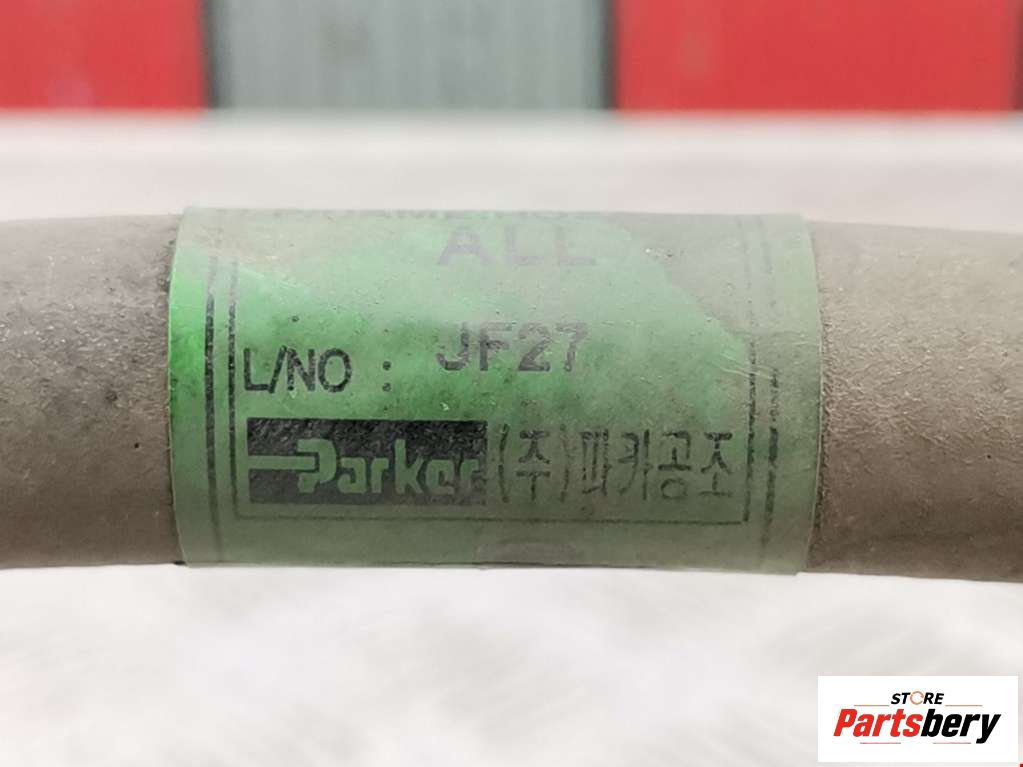 ALL
L/NO : JF27
Parker (주)파카공조
STORE
Partsbery